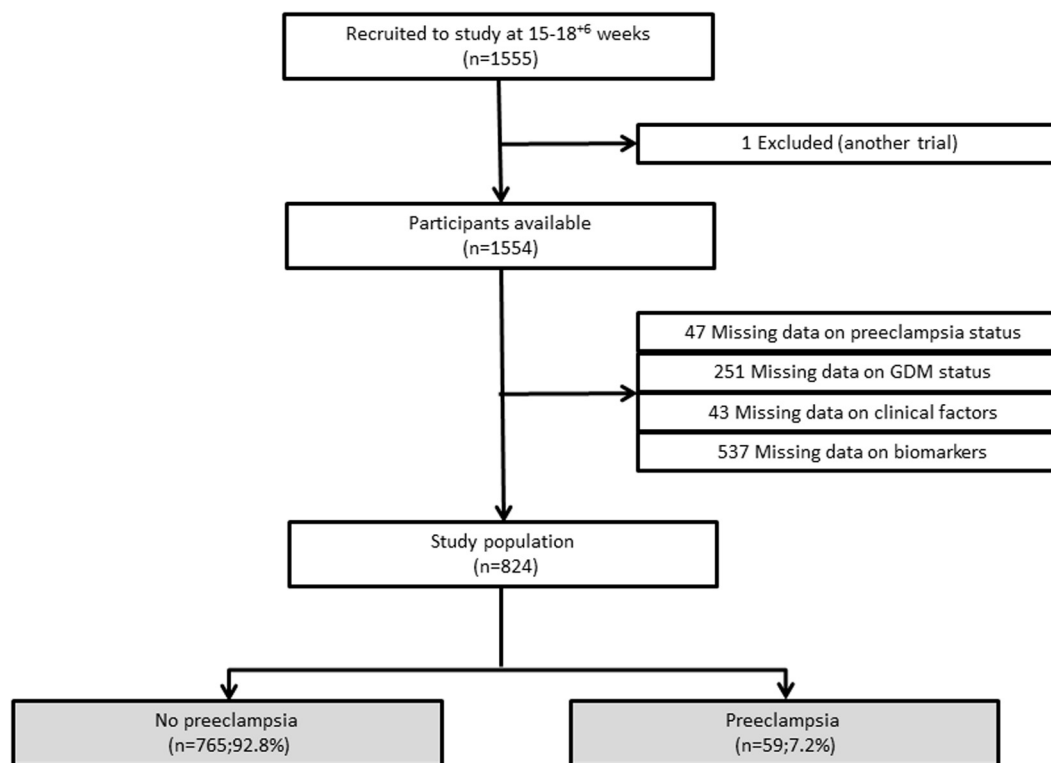 Recruited to study at 15-18⁺⁶ weeks
(n=1555)
1 Excluded (another trial)
Participants available
(n=1554)
47 Missing data on preeclampsia status
251 Missing data on GDM status
43 Missing data on clinical factors
537 Missing data on biomarkers
Study population
(n=824)
No preeclampsia
(n=765;92.8%)
Preeclampsia
(n=59;7.2%)